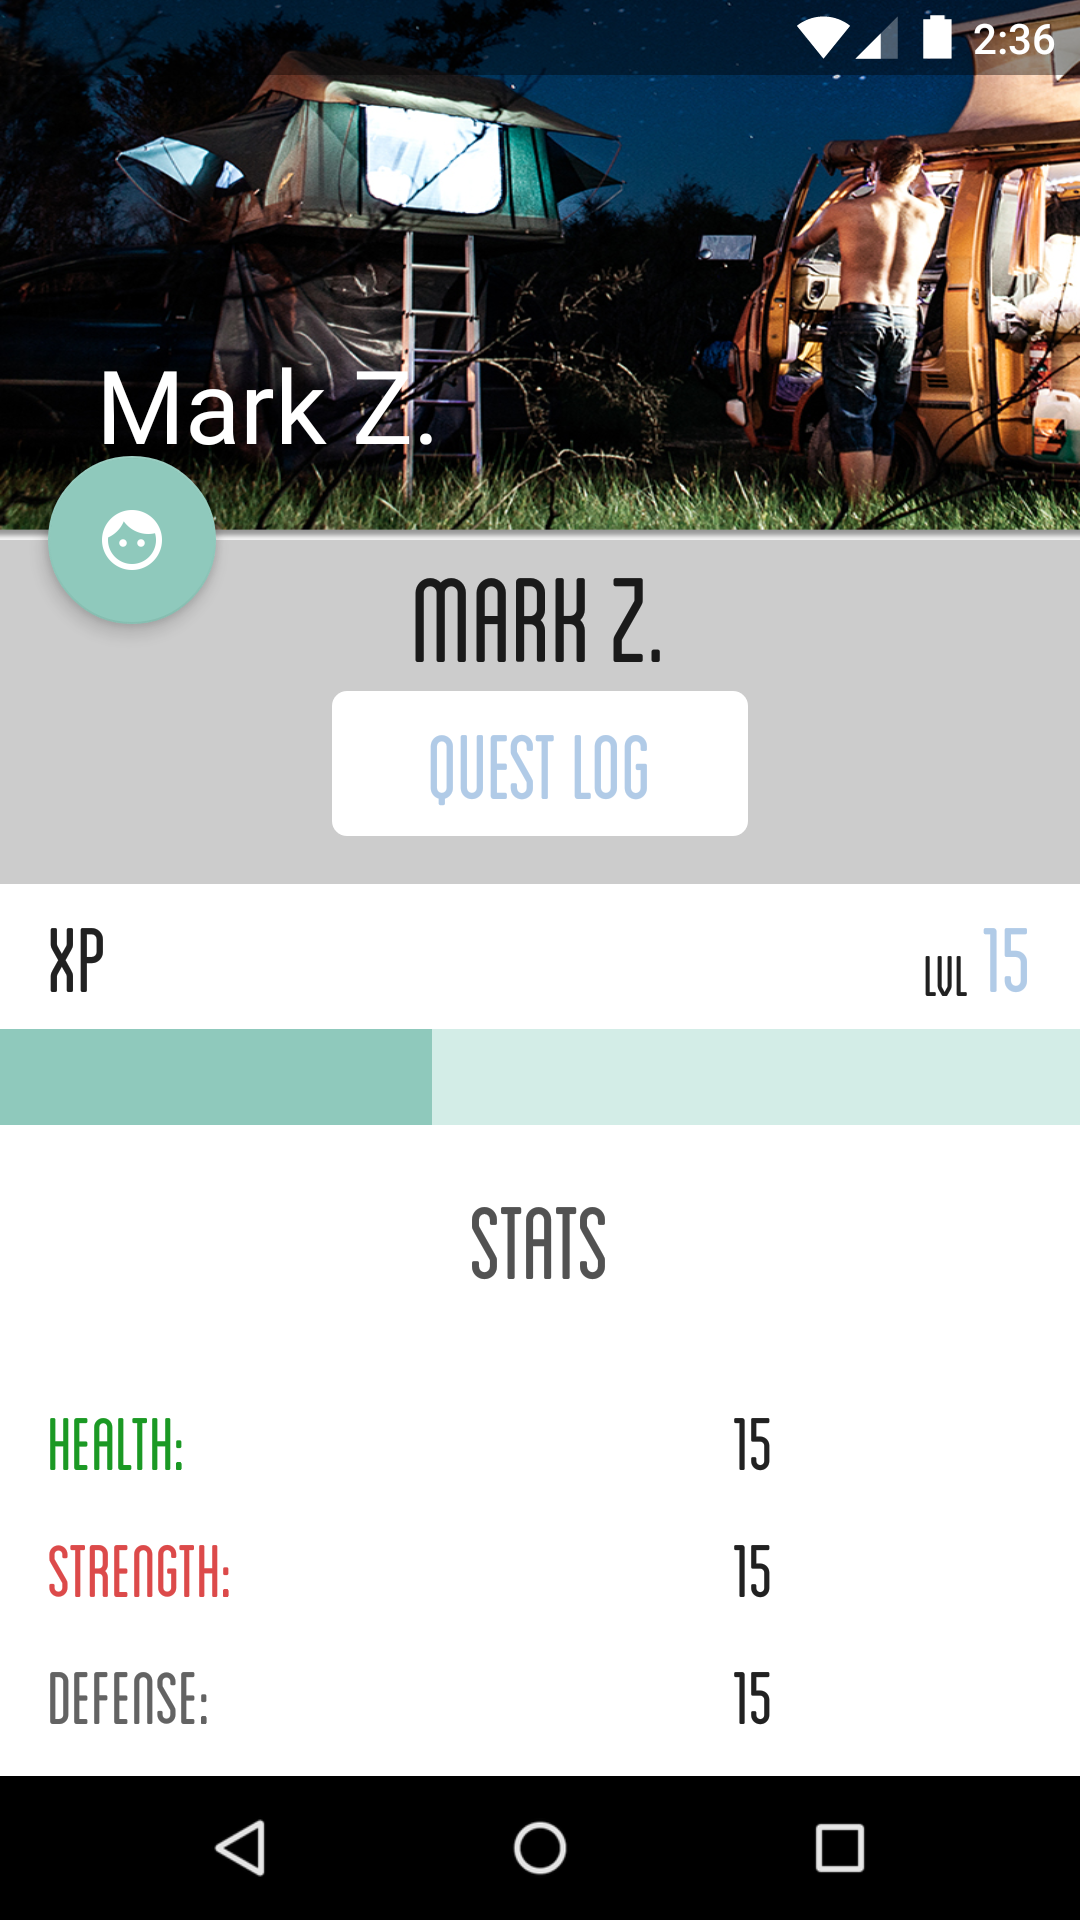 2:36
Mark Z.
MARK Z.
QUEST LOG
XP
LVL 15
STATS
HEALTH: 15
STRENGTH: 15
DEFENSE: 15